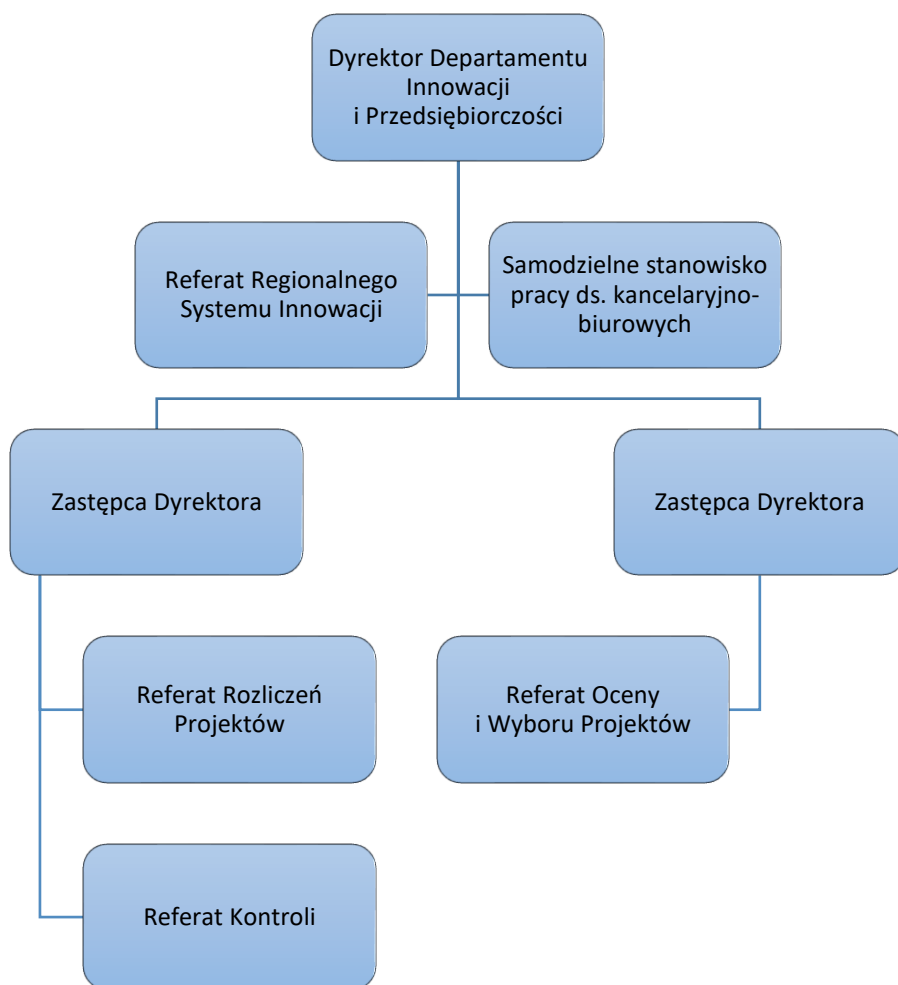 Dyrektor Departamentu
Innowacji
i Przedsiębiorczości
Referat Regionalnego
Systemu Innowacji
Samodzielne stanowisko
pracy ds. kancelaryjno-
biurowych
Zastępca Dyrektora
Zastępca Dyrektora
Referat Rozliczeń
Projektów
Referat Oceny
i Wyboru Projektów
Referat Kontroli